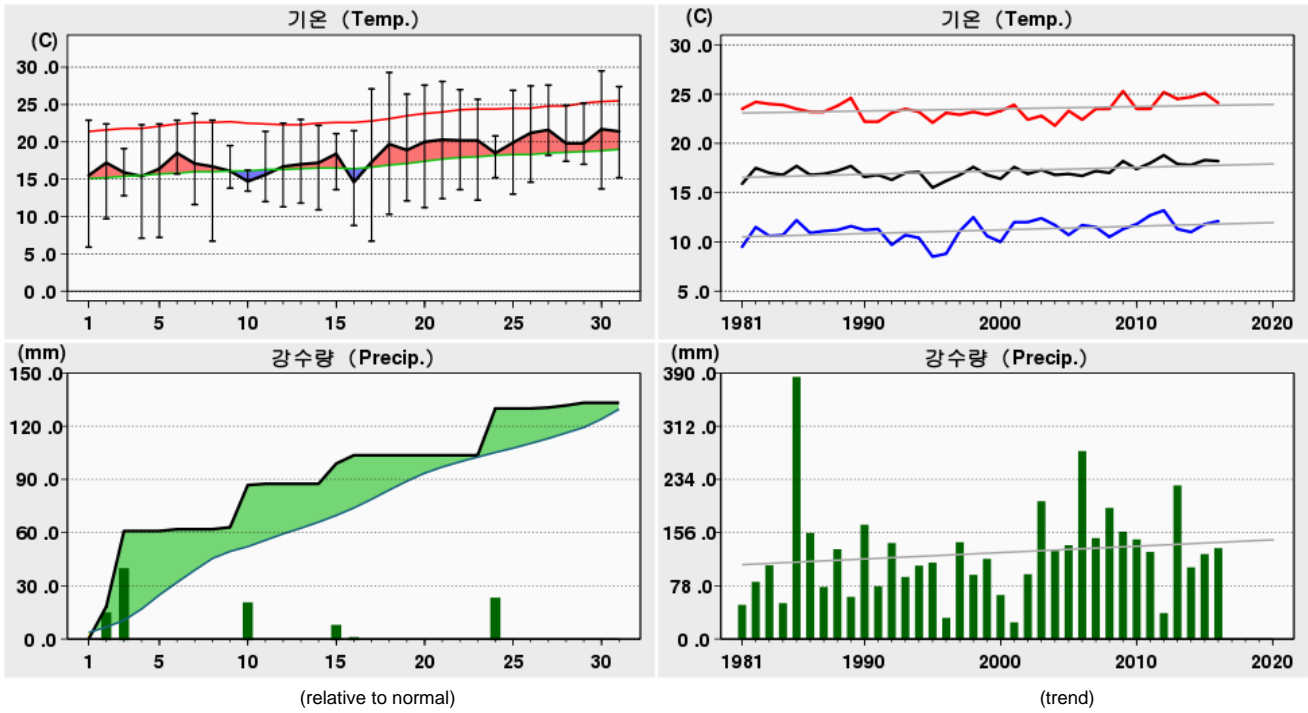 기온 (Temp.)
(C)
30 .0
25 .0
20 .0
15 .0
10 .0
5 .0
0 .0
1 5 10 15 20 25 30
기온 (Temp.)
(C)
30 .0
25 .0
20 .0
15 .0
10 .0
5 .0
1981 1990 2000 2010 2020
강수량 (Precip.)
(mm)
150 .0
120 .0
90 .0
60 .0
30 .0
0 .0
1 5 10 15 20 25 30
(relative to normal)
강수량 (Precip.)
(mm)
390 .0
312 .0
234 .0
156 .0
78 .0
0 .0
1981 1990 2000 2010 2020
(trend)